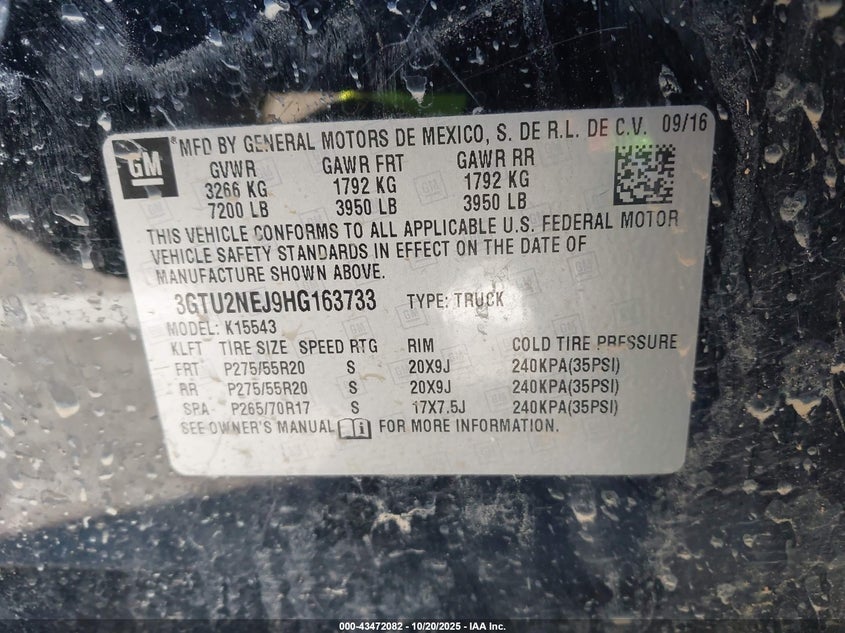 GM
® MFD BY GENERAL MOTORS DE MEXICO, S. DE R.L. DE C.V. 09/16
GVWR GAWR FRT GAWR RR
3266 KG 1792 KG 1792 KG
7200 LB 3950 LB 3950 LB
THIS VEHICLE CONFORMS TO ALL APPLICABLE U.S. FEDERAL MOTOR
VEHICLE SAFETY STANDARDS IN EFFECT ON THE DATE OF
MANUFACTURE SHOWN ABOVE.
3GTU2NEJ9HG163733 TYPE: TRUCK
MODEL: K15543
KLFT TIRE SIZE SPEED RTG RIM COLD TIRE PRESSURE
FRT P275/55R20 S 20X9J 240KPA(35PSI)
RR P275/55R20 S 20X9J 240KPA(35PSI)
SPA P265/70R17 S 17X7.5J 240KPA(35PSI)
SEE OWNER'S MANUAL FOR MORE INFORMATION.
000-43472082 | 10/20/2025 - IAA Inc.